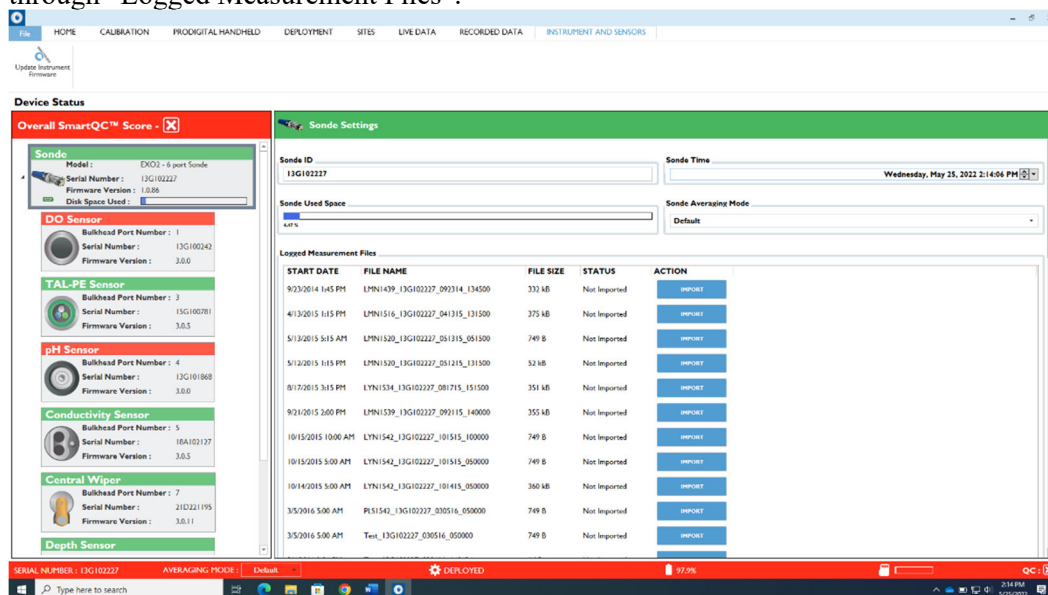 through "Logged Measurement Files".
File HOME CALIBRATION PRODIGITAL HANDHELD DEPLOYMENT SITES LIVE DATA RECORDED DATA INSTRUMENT AND SENSORS
Update Instrument
Firmware
Device Status
Overall SmartQC™ Score -
Sonde
Model : EXO2 - 6 port Sonde
Serial Number : 13G102227
Firmware Version : 1.0.86
Disk Space Used :
DO Sensor
Bulkhead Port Number : 1
Serial Number : 13G100242
Firmware Version : 3.0.0
TAL-PE Sensor
Bulkhead Port Number : 3
Serial Number : 15G100781
Firmware Version : 3.0.5
pH Sensor
Bulkhead Port Number : 4
Serial Number : 13G101868
Firmware Version : 3.0.0
Conductivity Sensor
Bulkhead Port Number : 5
Serial Number : 18A102127
Firmware Version : 3.0.5
Central Wiper
Bulkhead Port Number : 7
Serial Number : 21D221195
Firmware Version : 3.0.11
Depth Sensor
Sonde Settings
Sonde ID
13G102227
Sonde Time
Wednesday, May 25, 2022 2:14:06 PM
Sonde Used Space
4.47 %
Sonde Averaging Mode
Default
Logged Measurement Files
START DATE FILE NAME FILE SIZE STATUS ACTION
9/23/2014 1:45 PM LMN1439_13G102227_092314_134500 332 kB Not Imported IMPORT
4/13/2015 1:15 PM LMN1516_13G102227_041315_131500 375 kB Not Imported IMPORT
5/13/2015 5:15 AM LMN1520_13G102227_051315_051500 749 B Not Imported IMPORT
5/12/2015 1:15 PM LMN1520_13G102227_051215_131500 52 kB Not Imported IMPORT
8/17/2015 3:15 PM LYN1534_13G102227_081715_151500 351 kB Not Imported IMPORT
9/21/2015 2:00 PM LMN1539_13G102227_092115_140000 355 kB Not Imported IMPORT
10/15/2015 10:00 AM LYN1542_13G102227_101515_100000 749 B Not Imported IMPORT
10/15/2015 5:00 AM LYN1542_13G102227_101515_050000 749 B Not Imported IMPORT
10/14/2015 5:00 AM LYN1542_13G102227_101415_050000 360 kB Not Imported IMPORT
3/5/2016 5:00 AM PLS1542_13G102227_030516_050000 749 B Not Imported IMPORT
3/5/2016 5:00 AM Test_13G102227_030516_050000 749 B Not Imported IMPORT
SERIAL NUMBER : 13G102227 AVERAGING MODE : Default DEPLOYED 97.9% QC :
Type here to search
2:14 PM
5/25/2022